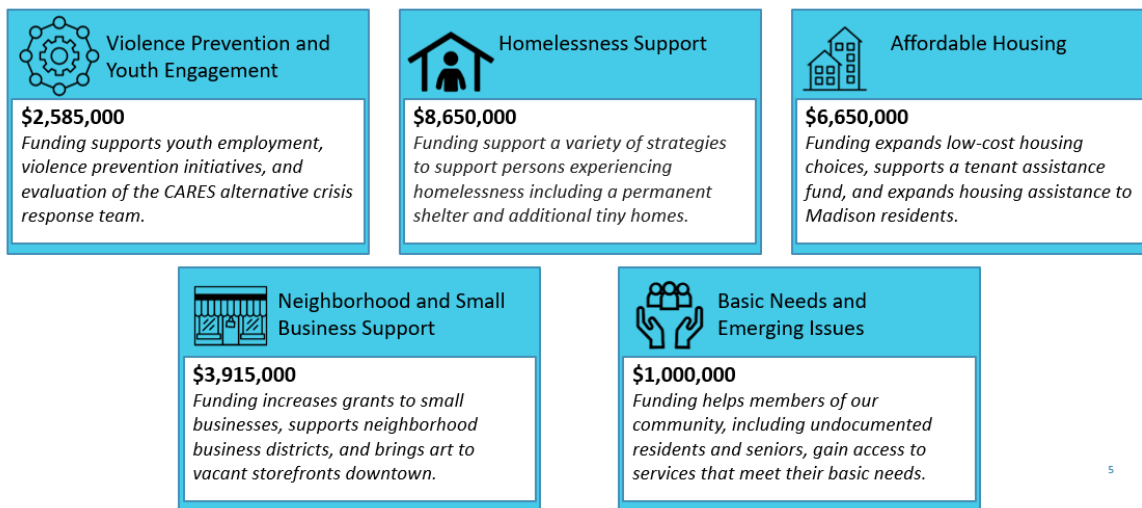 Violence Prevention and
Youth Engagement
$2,585,000
Funding supports youth employment,
violence prevention initiatives, and
evaluation of the CARES alternative crisis
response team.
Homelessness Support
$8,650,000
Funding support a variety of strategies
to support persons experiencing
homelessness including a permanent
shelter and additional tiny homes.
Affordable Housing
$6,650,000
Funding expands low-cost housing
choices, supports a tenant assistance
fund, and expands housing assistance to
Madison residents.
Neighborhood and Small
Business Support
$3,915,000
Funding increases grants to small
businesses, supports neighborhood
business districts, and brings art to
vacant storefronts downtown.
Basic Needs and
Emerging Issues
$1,000,000
Funding helps members of our
community, including undocumented
residents and seniors, gain access to
services that meet their basic needs.
5